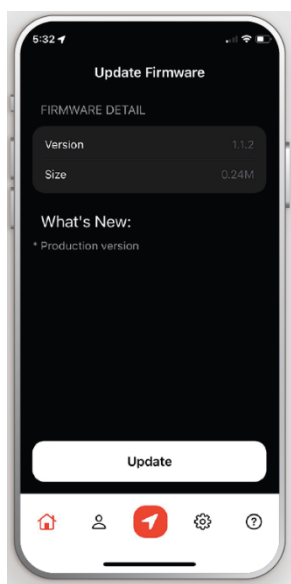 5:32
Update Firmware
FIRMWARE DETAIL
Version 1.1.2
Size 0.24M
What's New:
* Production version
Update
?